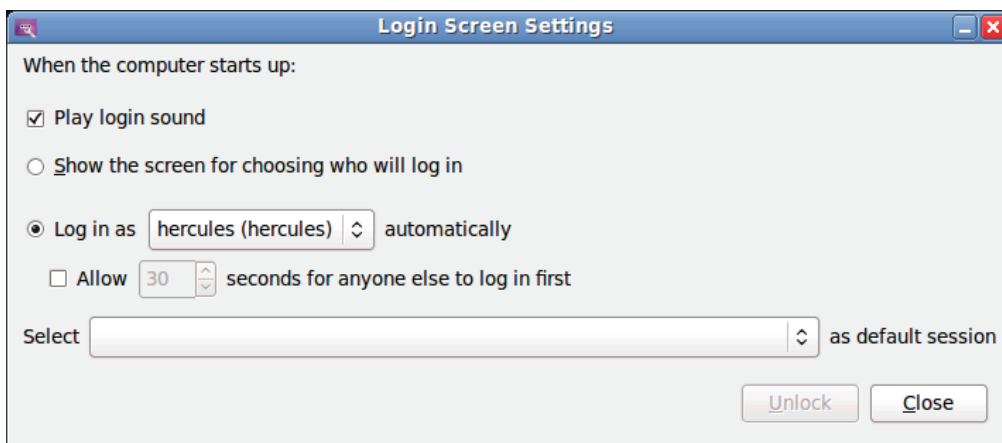 Login Screen Settings
When the computer starts up:
Play login sound
Show the screen for choosing who will log in
Log in as hercules (hercules) automatically
Allow 30 seconds for anyone else to log in first
Select as default session
Unlock Close